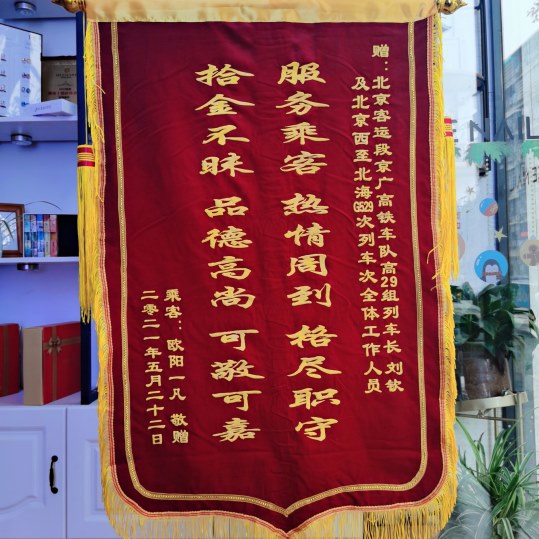 赠：北京客运段京广高铁车队高29组列车长 刘钦
及北京西至北海G529次列车次全体工作人员
服务乘客 热情周到 格尽职守
拾金不昧 品德高尚 可敬可嘉
乘客：欧阳一凡 敬赠
二零二一年五月二十二日